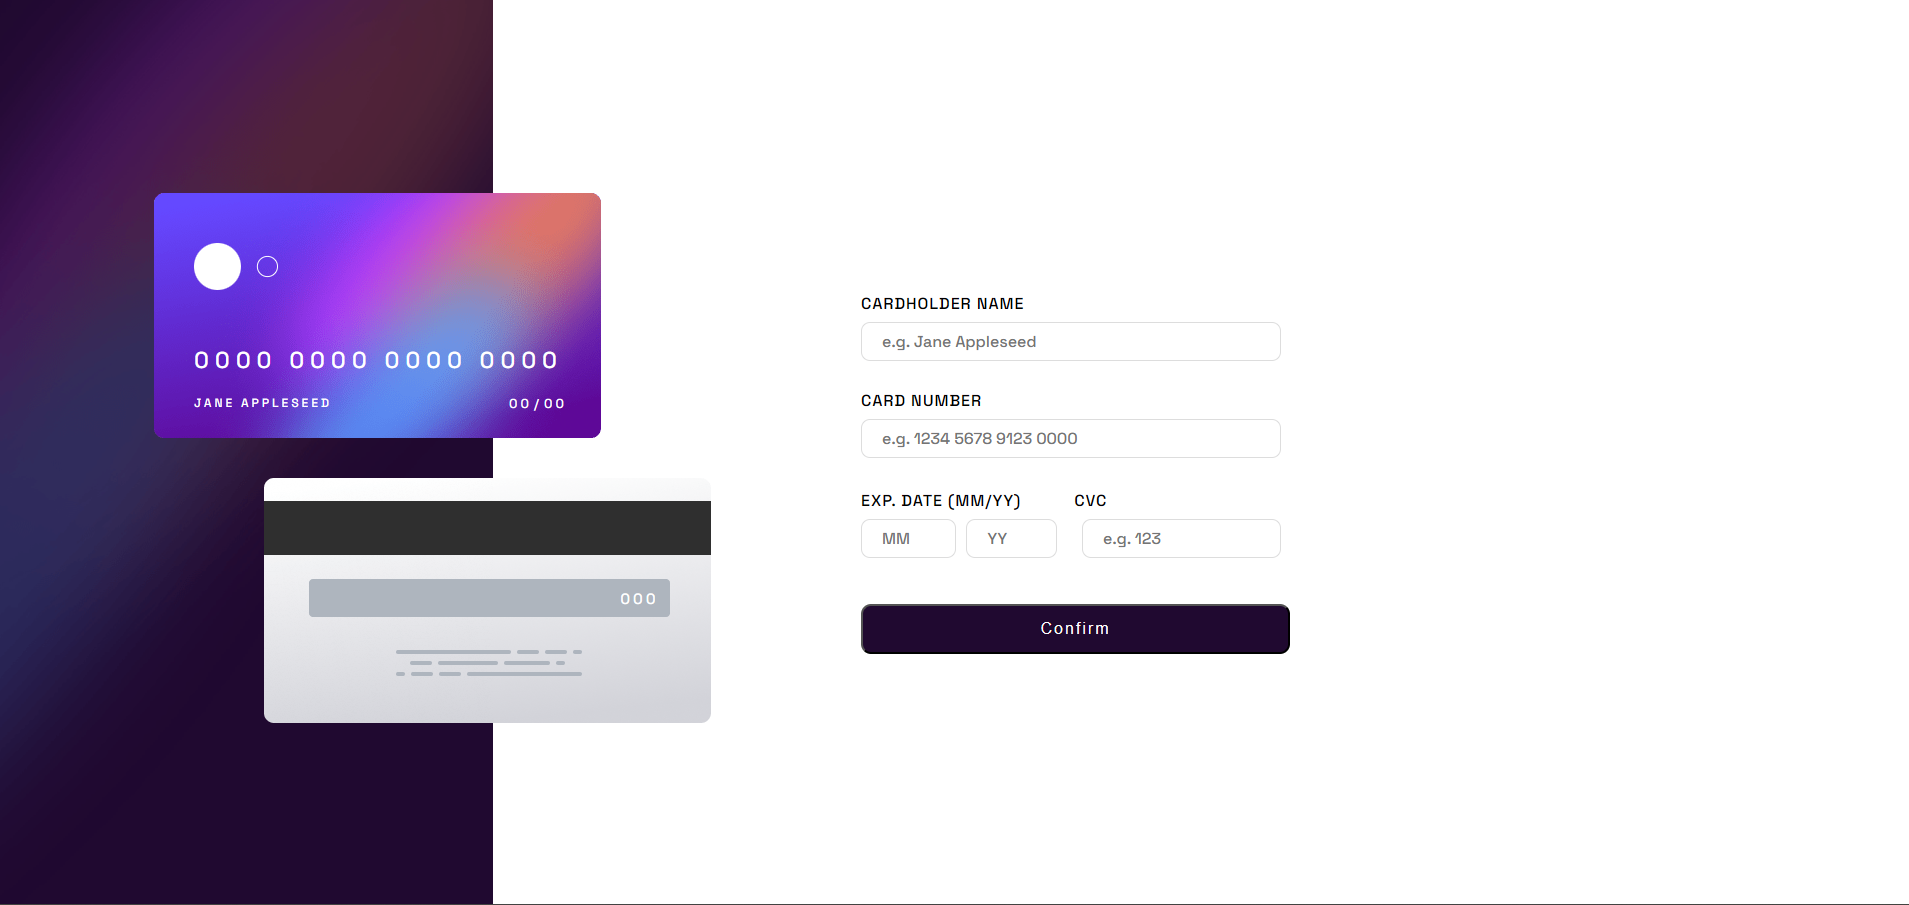 0000 0000 0000 0000
JANE APPLESEED 00/00
000
CARDHOLDER NAME
e.g. Jane Appleseed
CARD NUMBER
e.g. 1234 5678 9123 0000
EXP. DATE (MM/YY) CVC
MM YY e.g. 123
Confirm